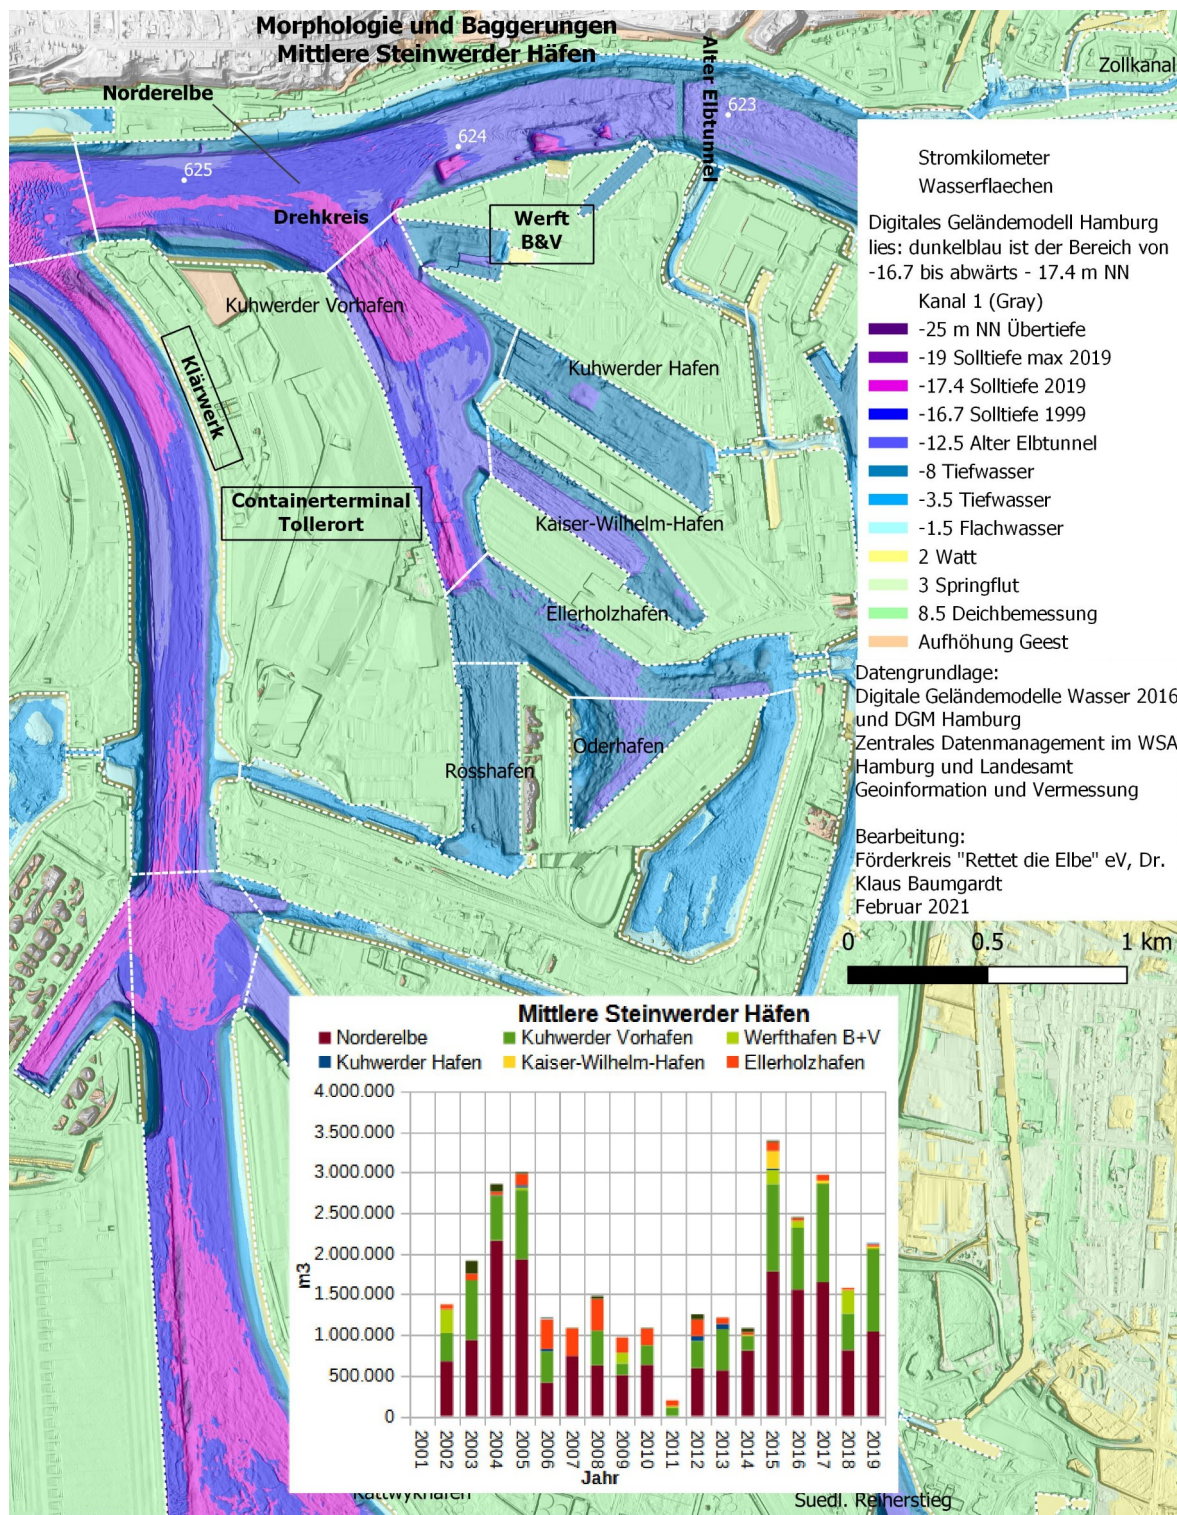 Morphologie und Baggerungen
Mittlere Steinwerder Häfen
Alter Elbtunnel
Zollkanal
Norderelbe
623
624
625
Stromkilometer
Wasserflaechen
Drehkreis
Werft
B&V
Digitales Geländemodell Hamburg
lies: dunkelblau ist der Bereich von
-16.7 bis abwärts - 17.4 m NN
Kanal 1 (Gray)
-25 m NN Übertiefe
-19 Solltiefe max 2019
-17.4 Solltiefe 2019
-16.7 Solltiefe 1999
-12.5 Alter Elbtunnel
-8 Tiefwasser
-3.5 Tiefwasser
-1.5 Flachwasser
2 Watt
3 Springflut
8.5 Deichbemessung
Aufhöhung Geest
Kuhwerder Vorhafen
Klärwerk
Kuhwerder Hafen
Containerterminal
Tollerort
Kaiser-Wilhelm-Hafen
Ellerholzhafen
Oderhafen
Rosshafen
Datengrundlage:
Digitale Geländemodelle Wasser 2016
und DGM Hamburg
Zentrales Datenmanagement im WSA
Hamburg und Landesamt
Geoinformation und Vermessung
Bearbeitung:
Förderkreis "Rettet die Elbe" eV, Dr.
Klaus Baumgardt
Februar 2021
0 0.5 1 km
Mittlere Steinwerder Häfen
Norderelbe Kuhwerder Vorhafen Werfthafen B+V
Kuhwerder Hafen Kaiser-Wilhelm-Hafen Ellerholzhafen
4.000.000
3.500.000
3.000.000
2.500.000
2.000.000
1.500.000
1.000.000
500.000
0
m3
2001 2002 2003 2004 2005 2006 2007 2008 2009 2010 2011 2012 2013 2014 2015 2016 2017 2018 2019
Jahr
Kattwykhafen
Suedl. Reiherstieg